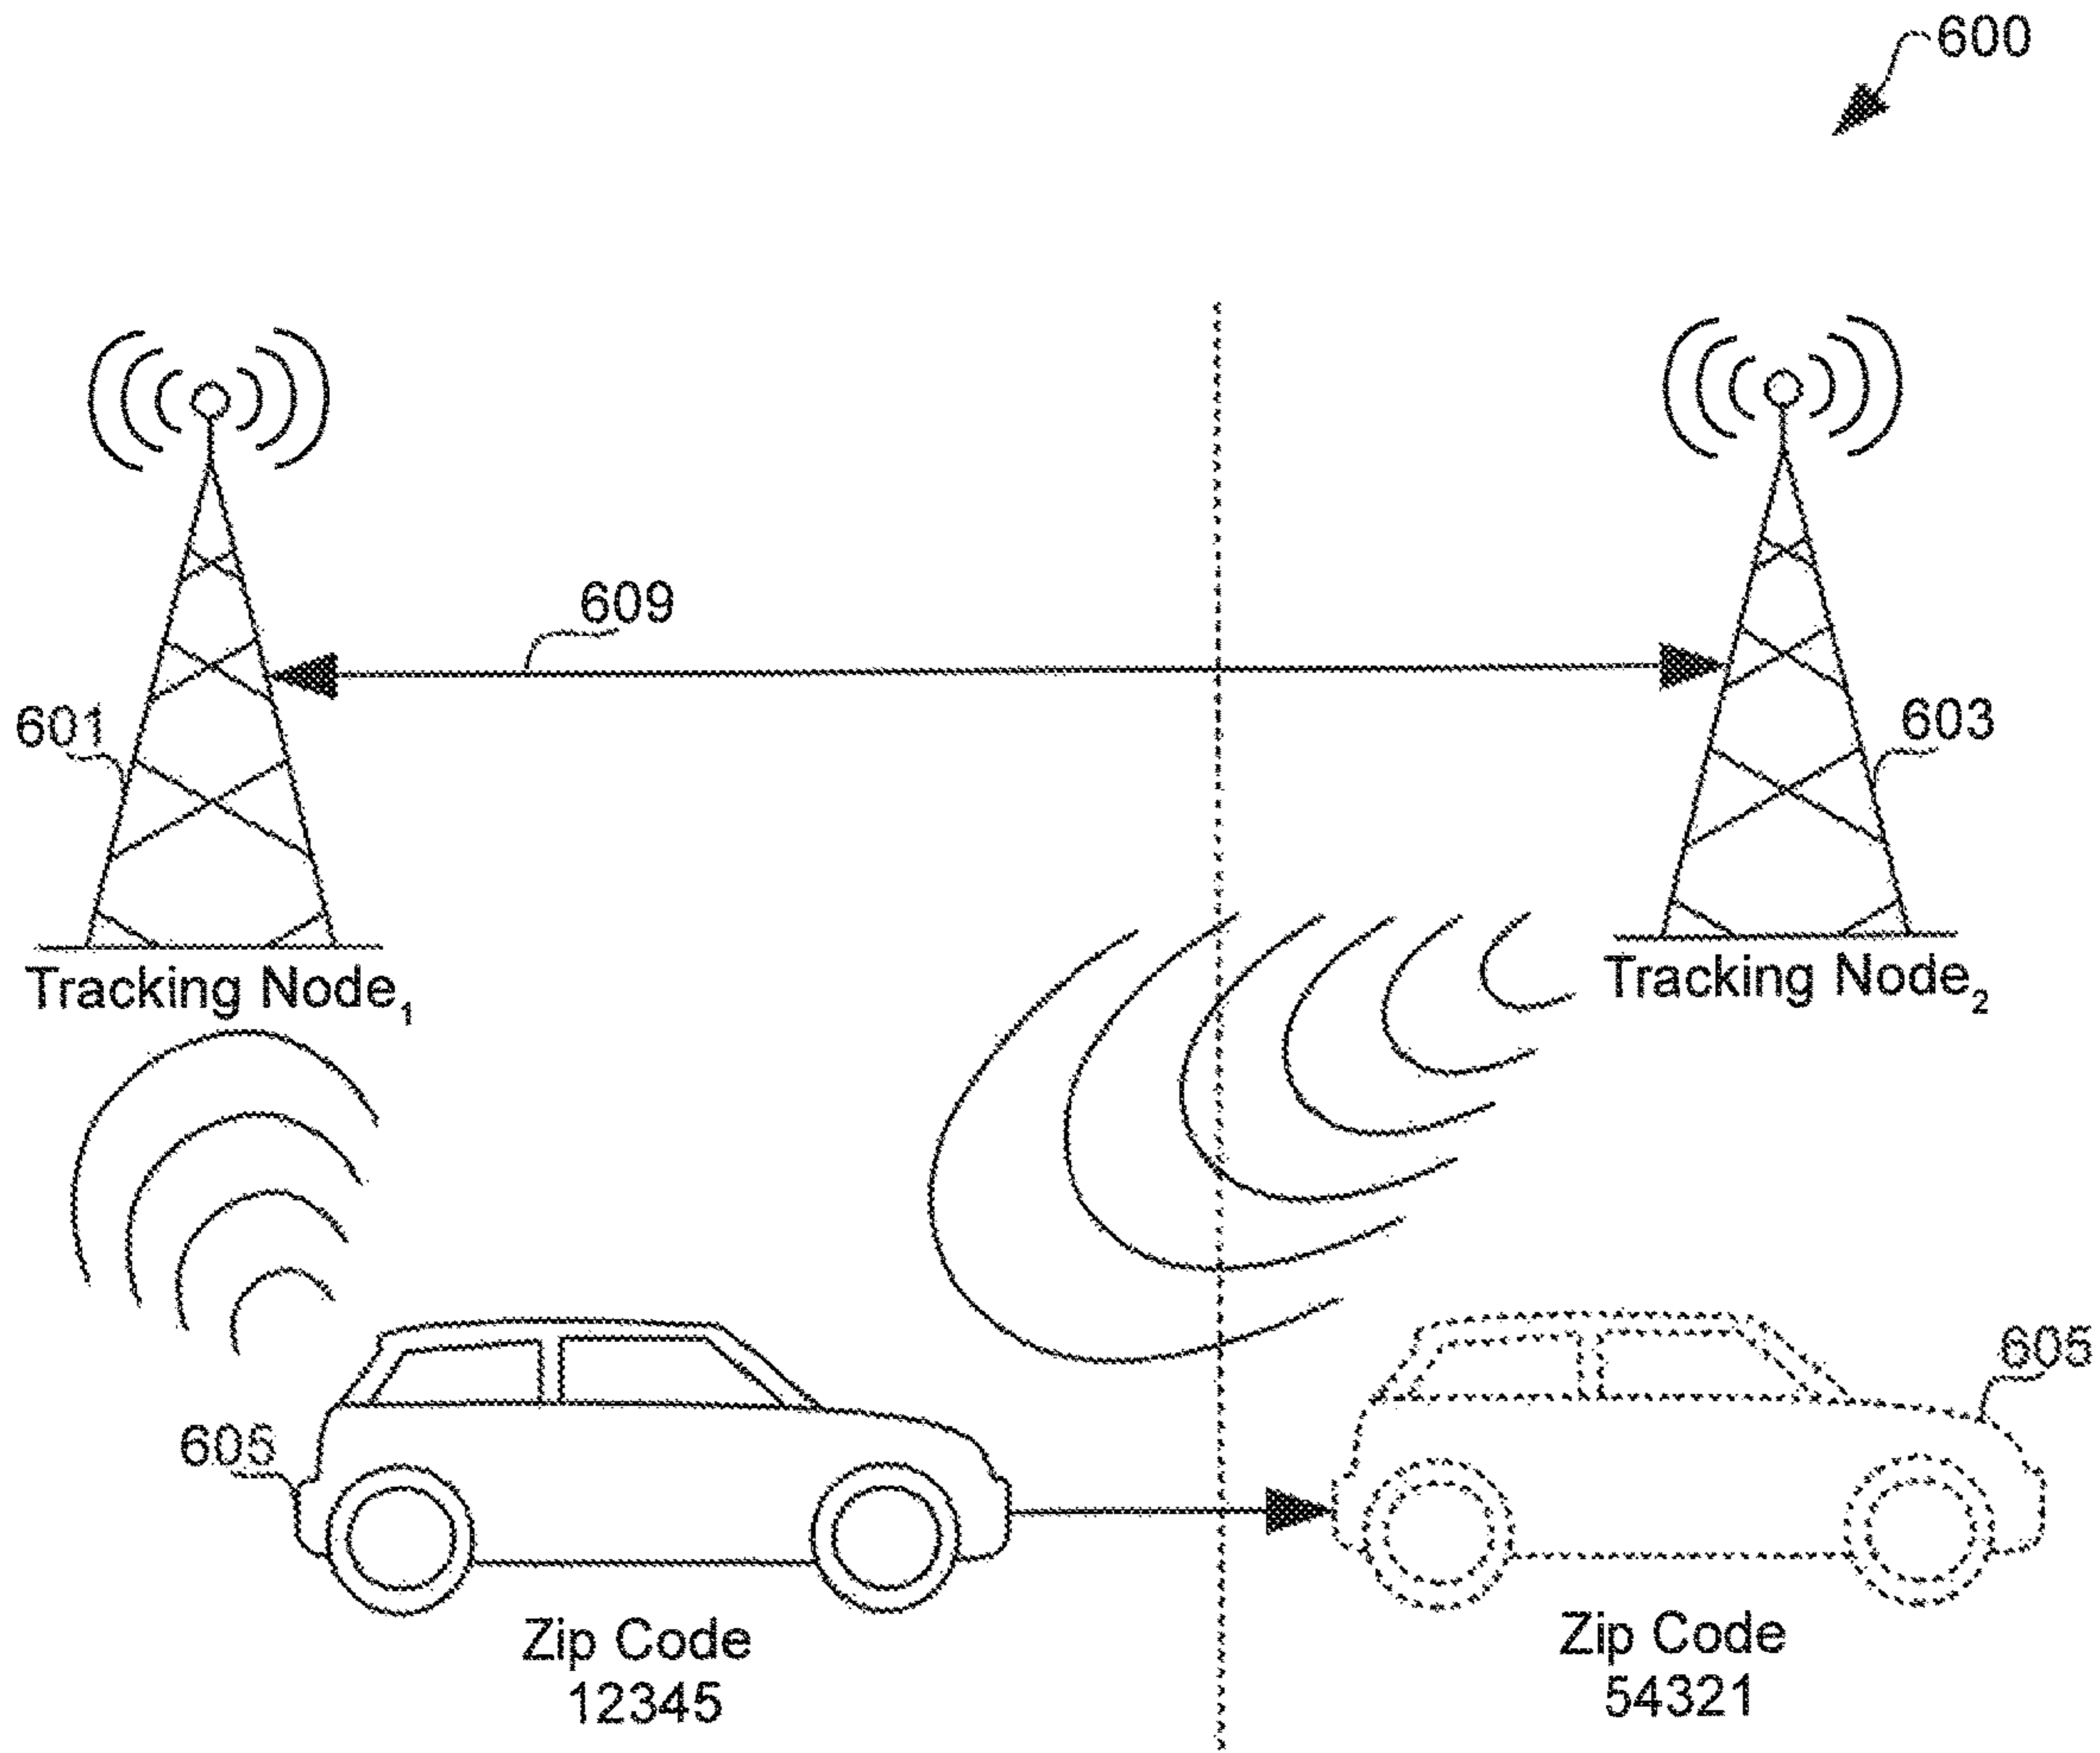 600
609
601
603
Tracking Node1
Tracking Node2
605
605
Zip Code
12345
Zip Code
54321